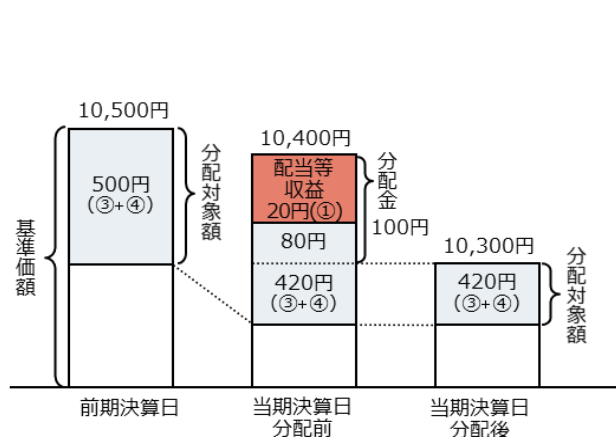 10,500円
500円
(③+④)
分配対象額
基準価額
前期決算日
10,400円
配当等
収益
20円(①)
80円
420円
(③+④)
分配金
100円
当期決算日
分配前
10,300円
420円
(③+④)
分配対象額
当期決算日
分配後